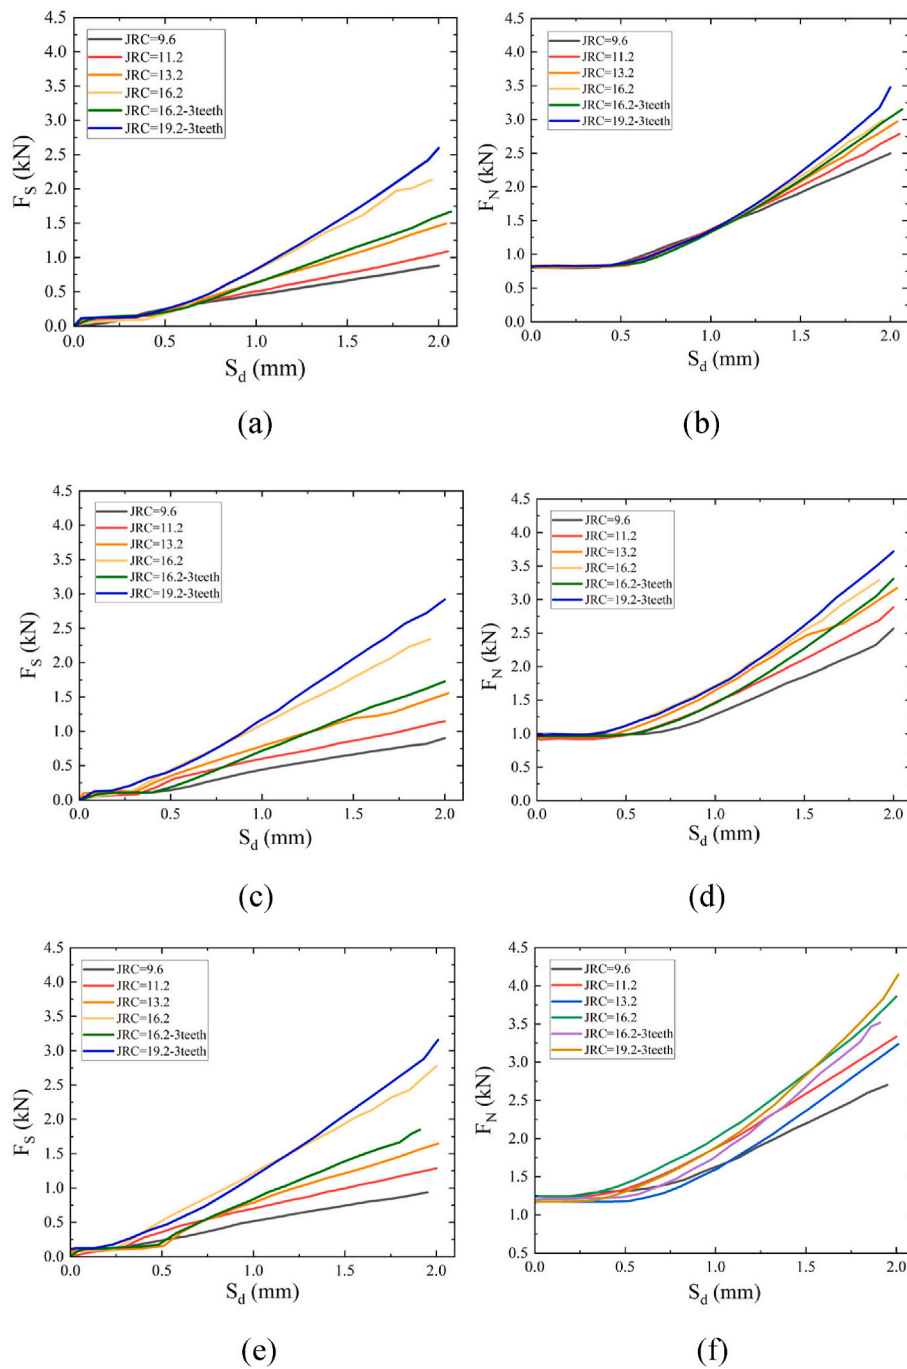 4.5
4.0
3.5
3.0
2.5
2.0
1.5
1.0
0.5
0.0
F_S (kN)
JRC=9.6
JRC=11.2
JRC=13.2
JRC=16.2
JRC=16.2-3teeth
JRC=19.2-3teeth
0.0 0.5 1.0 1.5 2.0
S_d (mm)
(a)
4.5
4.0
3.5
3.0
2.5
2.0
1.5
1.0
0.5
0.0
F_N (kN)
JRC=9.6
JRC=11.2
JRC=13.2
JRC=16.2
JRC=16.2-3teeth
JRC=19.2-3teeth
0.0 0.5 1.0 1.5 2.0
S_d (mm)
(b)
4.5
4.0
3.5
3.0
2.5
2.0
1.5
1.0
0.5
0.0
F_S (kN)
JRC=9.6
JRC=11.2
JRC=13.2
JRC=16.2
JRC=16.2-3teeth
JRC=19.2-3teeth
0.0 0.5 1.0 1.5 2.0
S_d (mm)
(c)
4.5
4.0
3.5
3.0
2.5
2.0
1.5
1.0
0.5
0.0
F_N (kN)
JRC=9.6
JRC=11.2
JRC=13.2
JRC=16.2
JRC=16.2-3teeth
JRC=19.2-3teeth
0.0 0.5 1.0 1.5 2.0
S_d (mm)
(d)
4.5
4.0
3.5
3.0
2.5
2.0
1.5
1.0
0.5
0.0
F_S (kN)
JRC=9.6
JRC=11.2
JRC=13.2
JRC=16.2
JRC=16.2-3teeth
JRC=19.2-3teeth
0.0 0.5 1.0 1.5 2.0
S_d (mm)
(e)
4.5
4.0
3.5
3.0
2.5
2.0
1.5
1.0
0.5
F_N (kN)
JRC=9.6
JRC=11.2
JRC=13.2
JRC=16.2
JRC=16.2-3teeth
JRC=19.2-3teeth
0.0 0.5 1.0 1.5 2.0
S_d (mm)
(f)